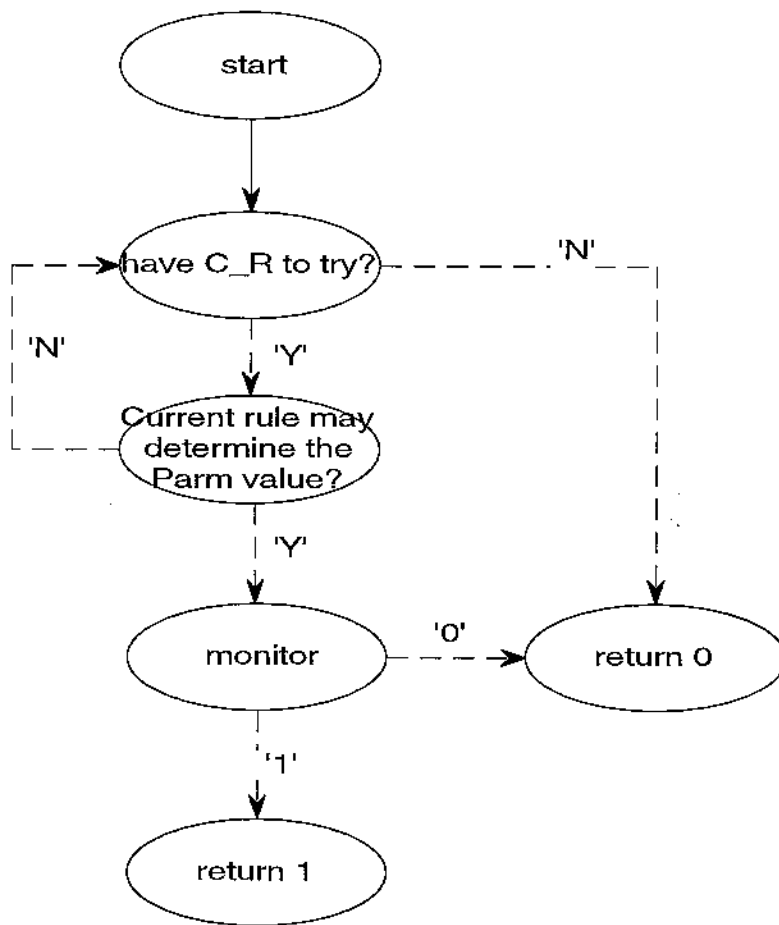 start
have C_R to try?
'N'
'N'
'Y'
Current rule may
determine the
Parm value?
'Y'
monitor
'0'
return 0
'1'
return 1